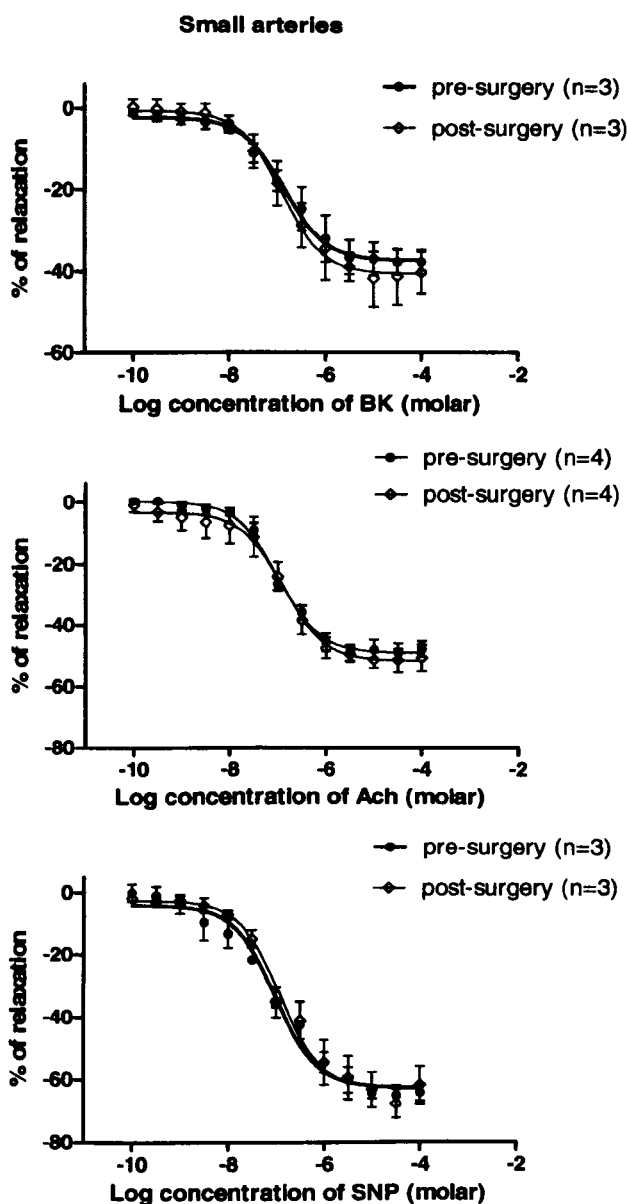 Small arteries
pre-surgery (n=3)
post-surgery (n=3)
0
-20
-40
-60
% of relaxation
-10 -8 -6 -4 -2
Log concentration of BK (molar)
pre-surgery (n=4)
post-surgery (n=4)
0
-20
-40
-60
-80
% of relaxation
-10 -8 -6 -4 -2
Log concentration of Ach (molar)
pre-surgery (n=3)
post-surgery (n=3)
0
-20
-40
-60
-80
% of relaxation
-10 -8 -6 -4 -2
Log concentration of SNP (molar)